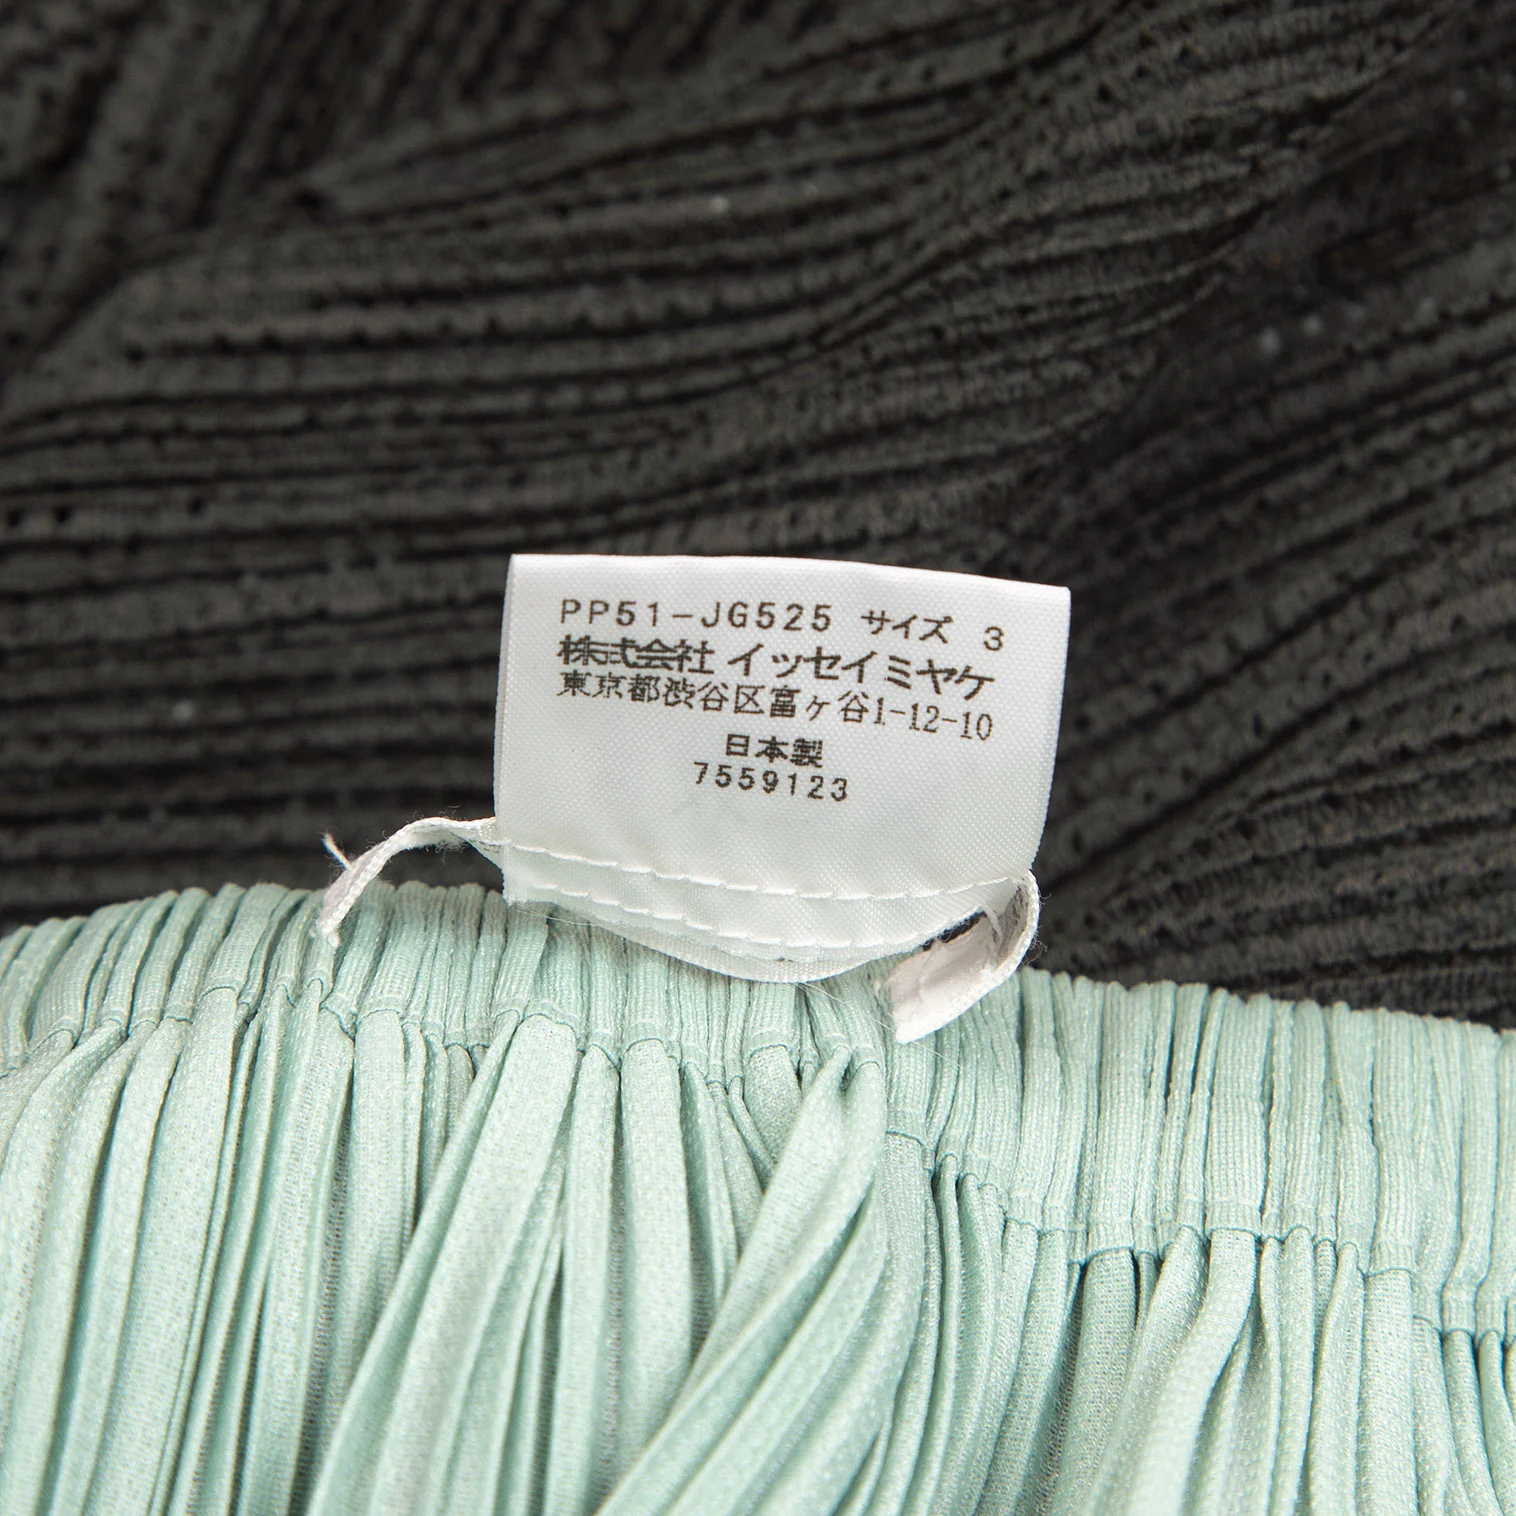 PP51-JG525 サイズ 3
株式会社 イッセイミヤケ
東京都渋谷区富ヶ谷1-12-10
日本製
7559123